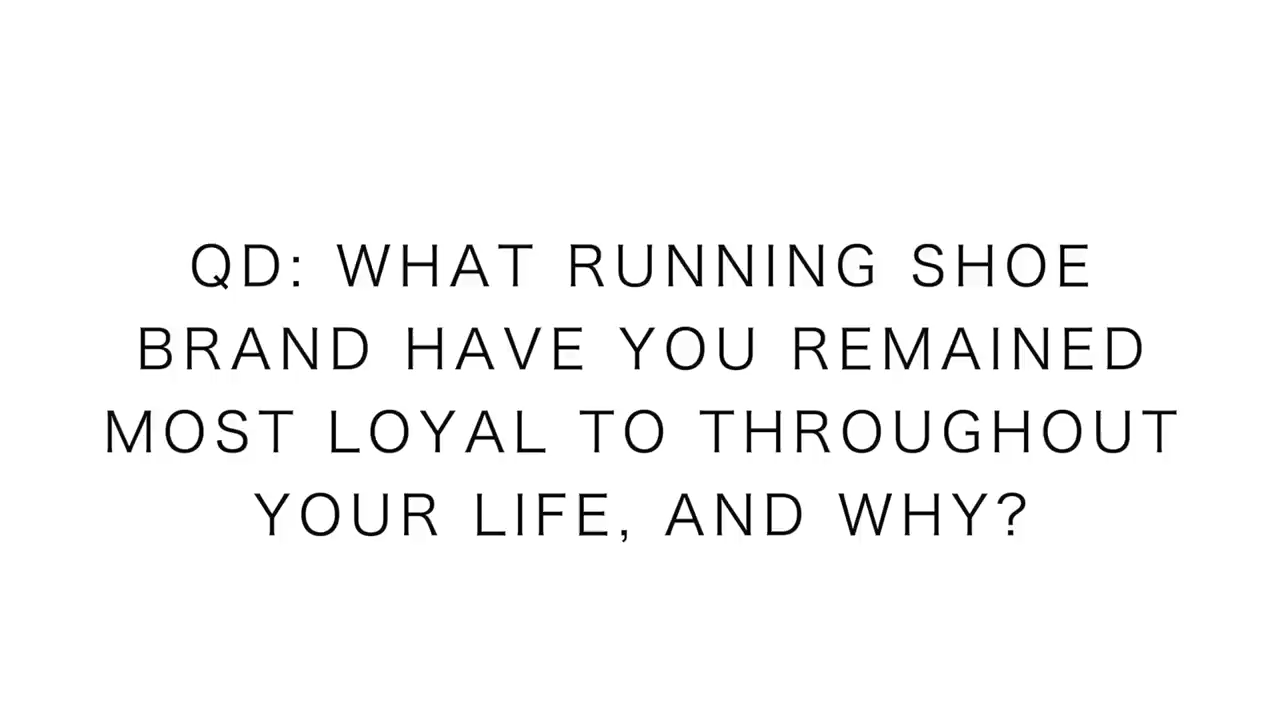 QD: WHAT RUNNING SHOE
BRAND HAVE YOU REMAINED
MOST LOYAL TO THROUGHOUT
YOUR LIFE, AND WHY?